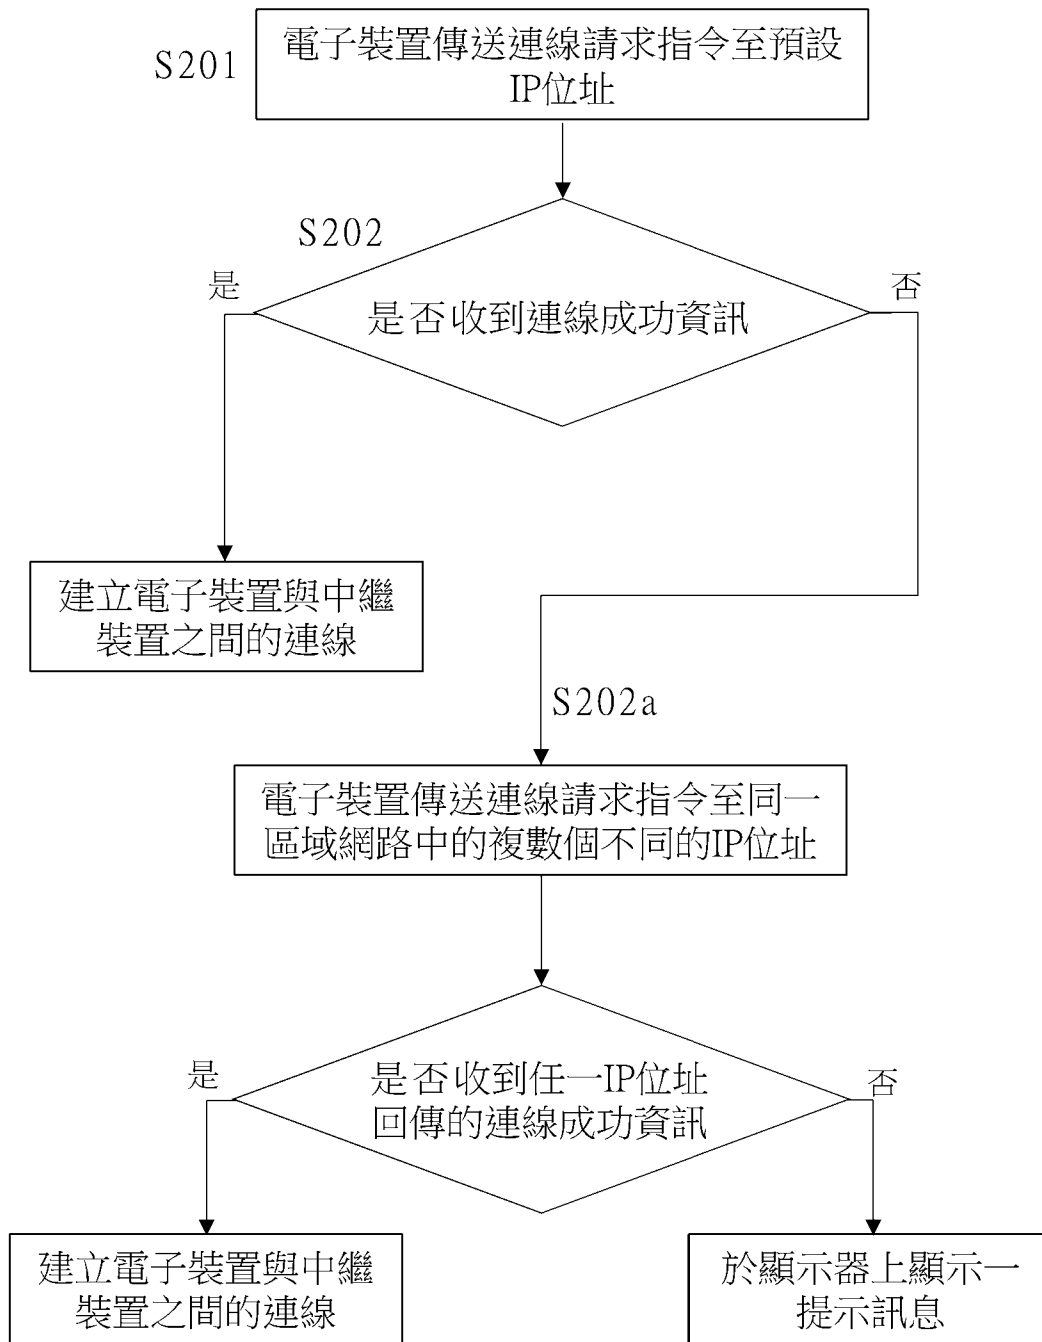 S201
電子裝置傳送連線請求指令至預設
IP位址
S202
是
否
是否收到連線成功資訊
建立電子裝置與中繼
裝置之間的連線
S202a
電子裝置傳送連線請求指令至同一
區域網路中的複數個不同的IP位址
是
否
是否收到任一IP位址
回傳的連線成功資訊
建立電子裝置與中繼
裝置之間的連線
於顯示器上顯示一
提示訊息